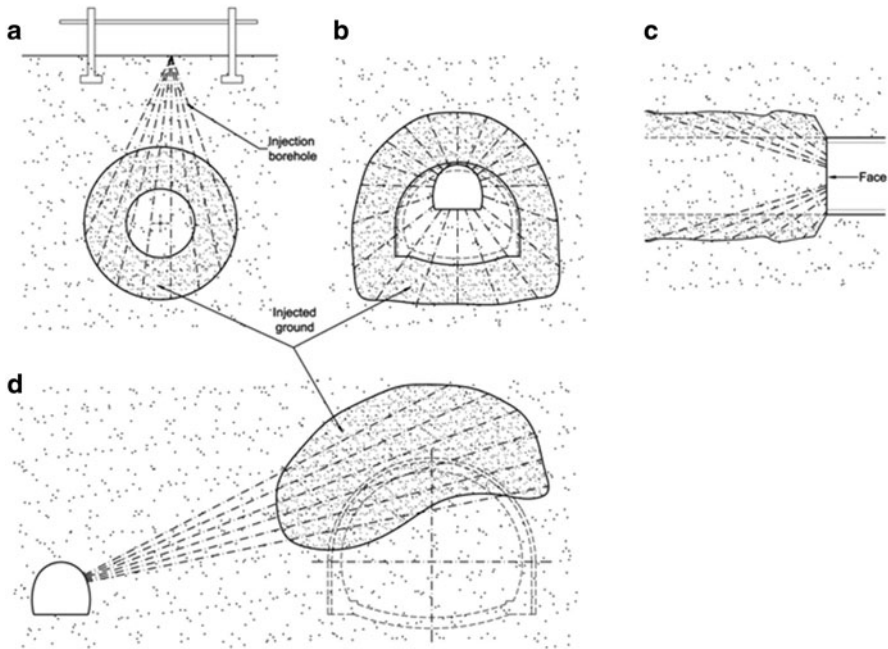 a
b
c
Injection
borehole
Face
Injected
ground
d